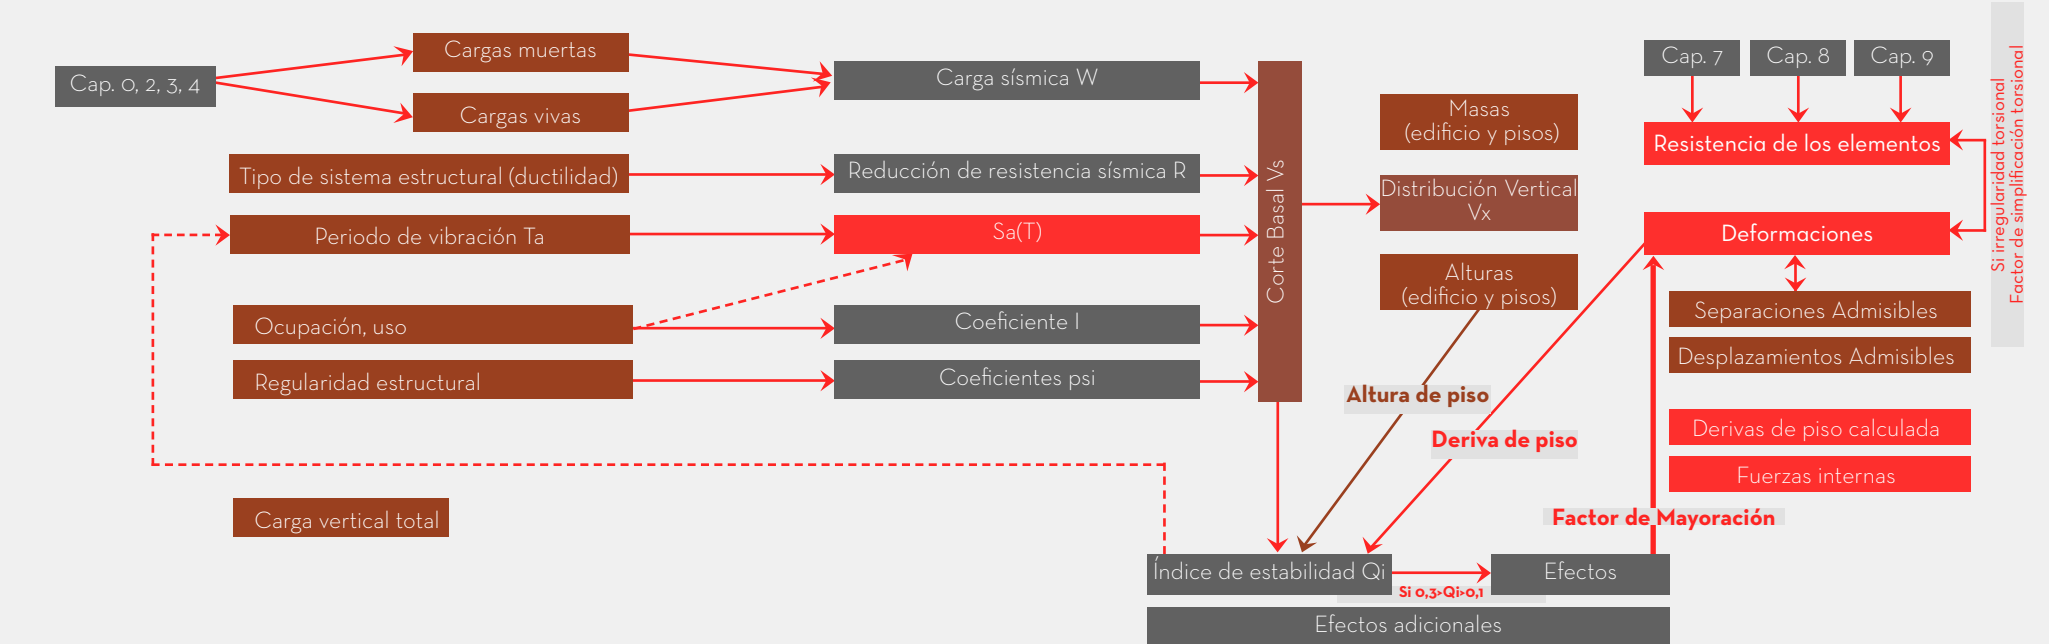 Cap. 0, 2, 3, 4
Cargas muertas
Cargas vivas
Carga sísmica W
Tipo de sistema estructural (ductilidad)
Reducción de resistencia sísmica R
Periodo de vibración Ta
Sa(T)
Ocupación, uso
Coeficiente I
Regularidad estructural
Coeficientes psi
Carga vertical total
Corte Basal Vs
Masas
(edificio y pisos)
Distribución Vertical
Vx
Alturas
(edificio y pisos)
Altura de piso
Deriva de piso
Índice de estabilidad Qi
Si 0,3>Qi>0,1
Efectos
Efectos adicionales
Factor de Mayoración
Cap. 7
Cap. 8
Cap. 9
Resistencia de los elementos
Deformaciones
Separaciones Admisibles
Desplazamientos Admisibles
Derivas de piso calculada
Fuerzas internas
Si irregularidad torsional
Factor de simplificación torsional